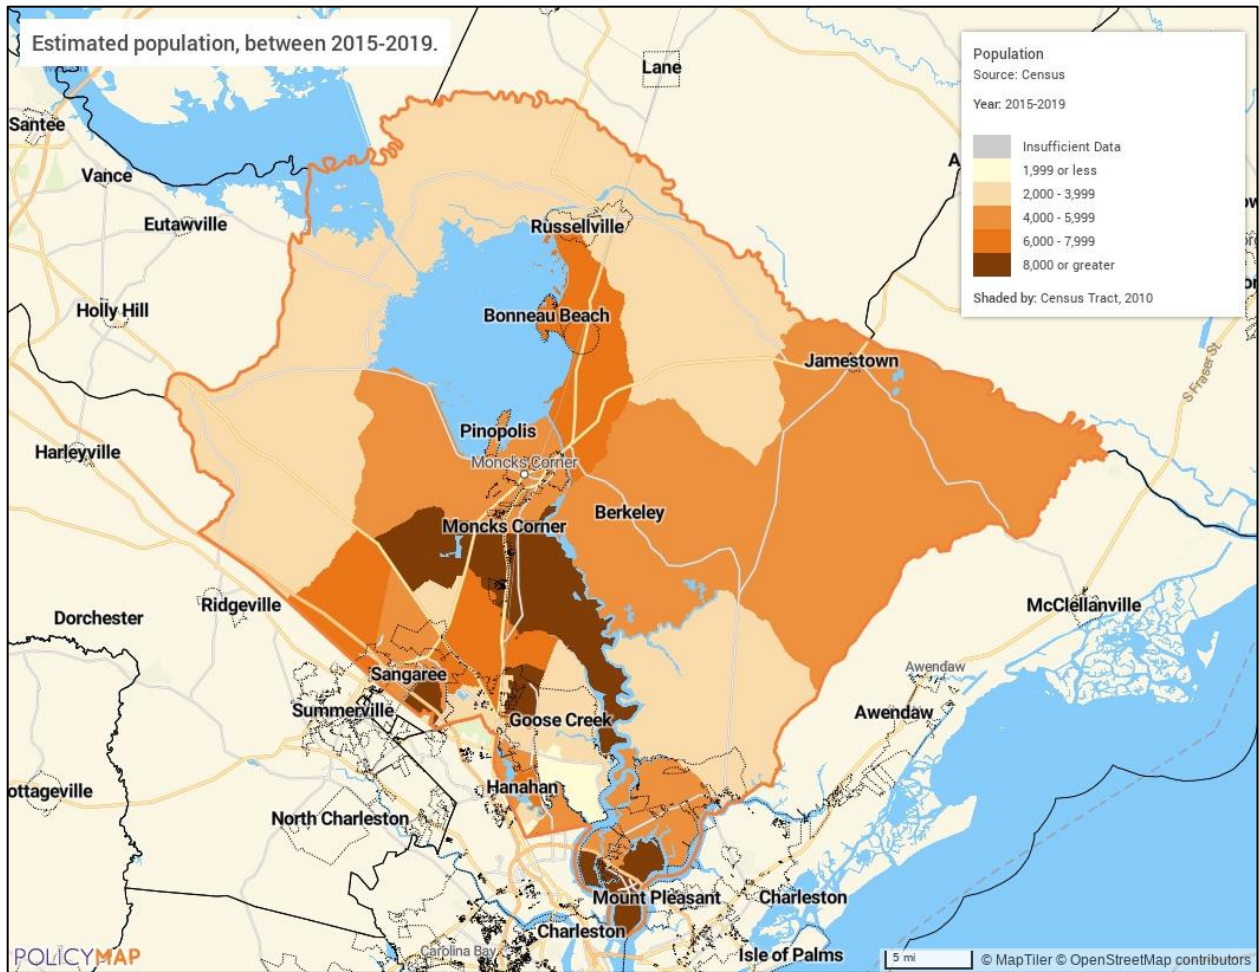 Estimated population, between 2015-2019.
Population
Source: Census
Year: 2015-2019
Insufficient Data
1,999 or less
2,000 - 3,999
4,000 - 5,999
6,000 - 7,999
8,000 or greater
Shaded by: Census Tract, 2010
Lane
Santee
Vance
Eutawville
Russellville
Holly Hill
Bonneau Beach
Jamestown
S Fraser St.
Pinopolis
Harleyville
Moncks Corner
Berkeley
Moncks Corner
Ridgeville
Dorchester
McClellanville
Awendaw
Sangaree
Summerville
Goose Creek
Awendaw
Hanahan
ottageville
North Charleston
Mount Pleasant
Charleston
Charleston
Carolina Bay
Isle of Palms
POLICYMAP
5 mi
© MapTiler © OpenStreetMap contributors